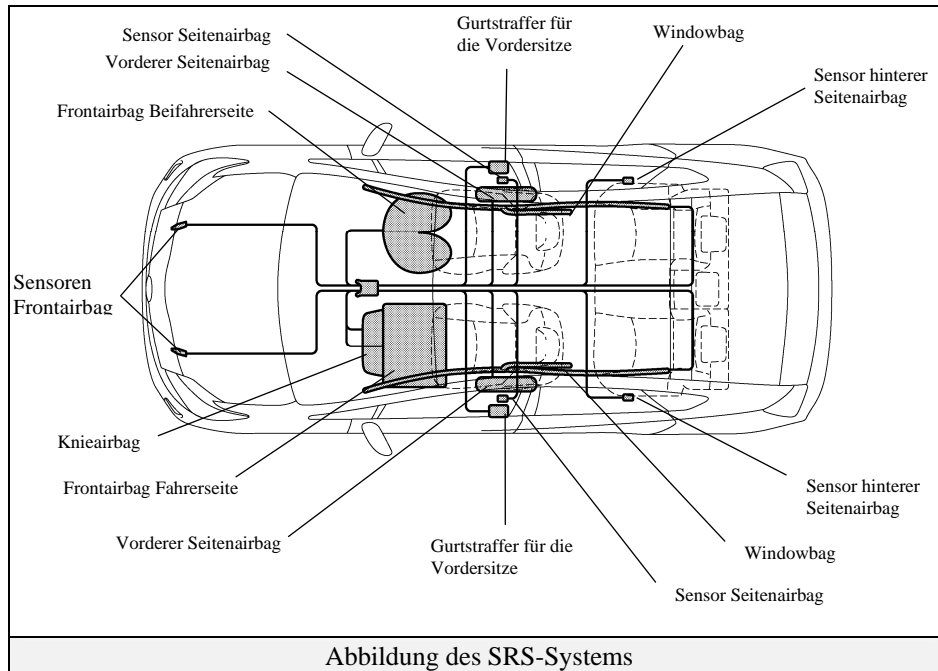 Sensor Seitenairbag
Vorderer Seitenairbag
Frontairbag Beifahrerseite
Gurtstraffer für
die Vordersitze
Windowbag
Sensor hinterer
Seitenairbag
Sensoren
Frontairbag
Knieairbag
Frontairbag Fahrerseite
Vorderer Seitenairbag
Gurtstraffer für die
Vordersitze
Sensor hinterer
Seitenairbag
Windowbag
Sensor Seitenairbag
Abbildung des SRS-Systems